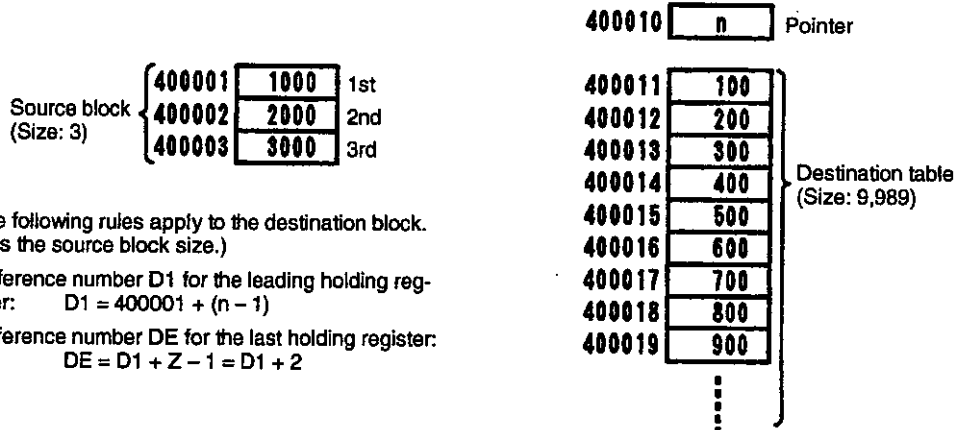 400010 n Pointer
Source block
(Size: 3)
400001 1000 1st
400002 2000 2nd
400003 3000 3rd
400011 100
400012 200
400013 300
400014 400
400015 500
400016 600
400017 700
400018 800
400019 900
Destination table
(Size: 9,989)
e following rules apply to the destination block.
s the source block size.)
ference number D1 for the leading holding reg-
er: D1 = 400001 + (n – 1)
ference number DE for the last holding register:
DE = D1 + Z – 1 = D1 + 2